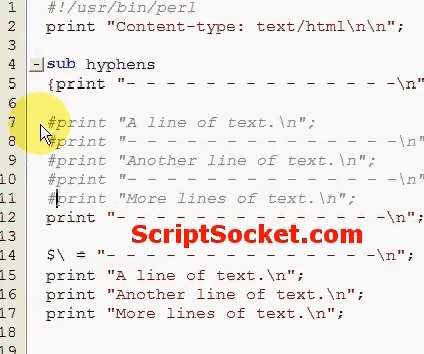 1 #!/usr/bin/perl
2 print "Content-type: text/html\n\n";
3
4 sub hyphens
5 {print "- - - - - - - - - - - - - -\n"
6
7 #print "A line of text.\n";
8 #print "- - - - - - - - - - - - - -\n"
9 #print "Another line of text.\n";
10 #print "- - - - - - - - - - - - - -\n"
11 #print "More lines of text.\n";
12 print "- - - - - - - - - - - - - -\n";
ScriptSocket.com
13
14 $\ = "- - - - - - - - - - - - - -\n";
15 print "A line of text.\n";
16 print "Another line of text.\n";
17 print "More lines of text.\n";
18
19